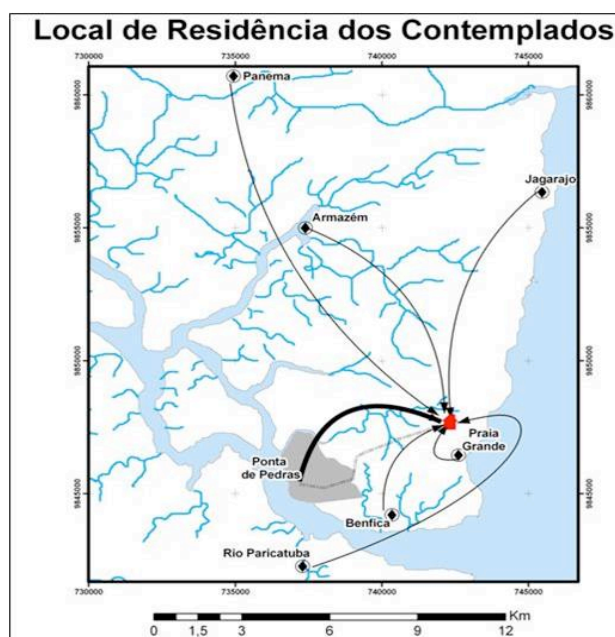 Local de Residência dos Contemplados
730000 735000 740000 745000
9860000
Panema
Jagarajo
Armazém
9855000
9850000
Praia
Grande
Ponta
de Pedras
9845000
Benfica
Rio Paricatuba
730000 735000 740000 745000
Km
0 1,5 3 6 9 12